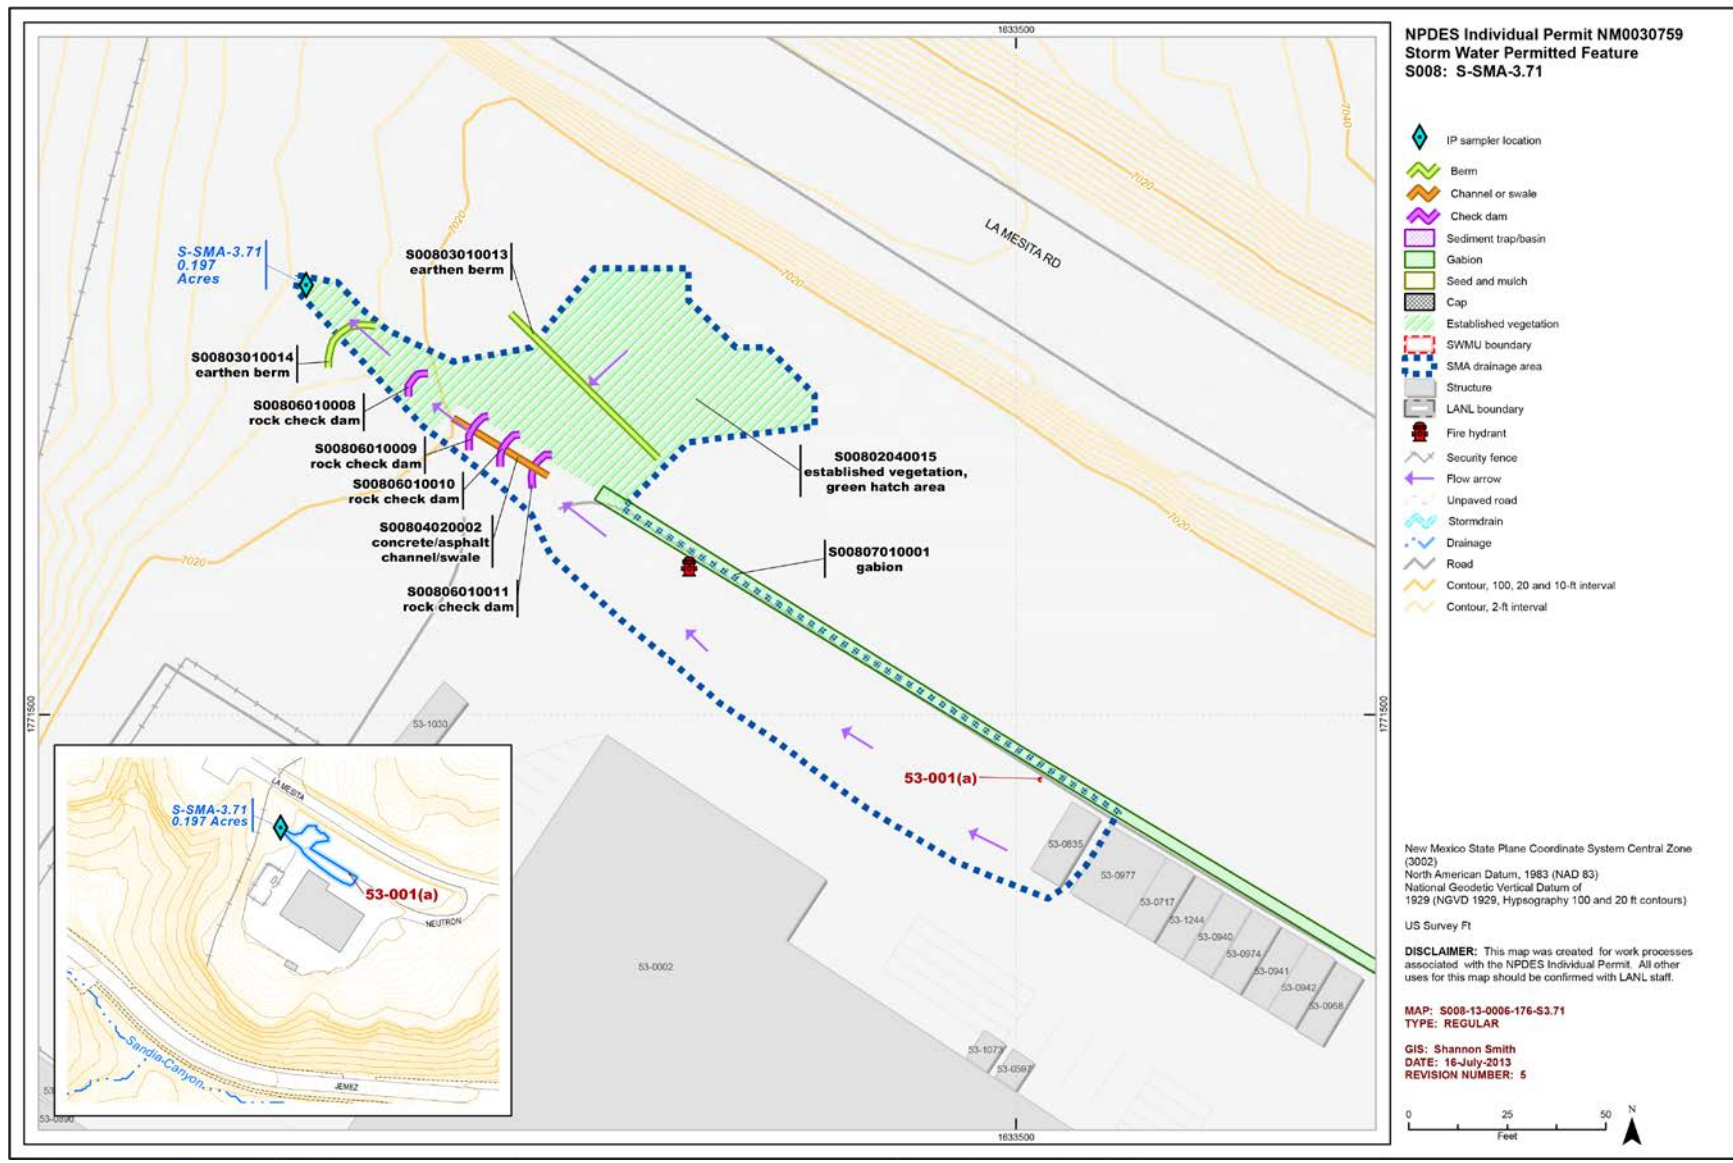 1633500
NPDES Individual Permit NM0030759
Storm Water Permitted Feature
S008: S-SMA-3.71
IP sampler location
Berm
Channel or swale
Check dam
Sediment trap/basin
Gabion
Seed and mulch
Cap
Established vegetation
SWMU boundary
SMA drainage area
Structure
LANL boundary
Fire hydrant
Security fence
Flow arrow
Unpaved road
Stormdrain
Drainage
Road
Contour, 100, 20 and 10-ft interval
Contour, 2-ft interval
7040
7020
7020
LA MESITA RD
7020
S-SMA-3.71
0.197
Acres
S00803010013
earthen berm
S00803010014
earthen berm
S00806010008
rock check dam
S00806010009
rock check dam
S00806010010
rock check dam
S00804020002
concrete/asphalt
channel/swale
S00806010011
rock check dam
S00802040015
established vegetation,
green hatch area
7020
7020
S00807010001
gabion
1771500
1771500
53-1030
53-001(a)
53-0835
53-0977
53-0717
53-1244
53-0940
53-0974
53-0941
53-0942
53-0958
53-0002
53-1073
53-0597
LA MESITA
S-SMA-3.71
0.197 Acres
53-001(a)
NEUTRON
Sandia-Canyon
JEMEZ
53-0890
1633500
New Mexico State Plane Coordinate System Central Zone
(3002)
North American Datum, 1983 (NAD 83)
National Geodetic Vertical Datum of
1929 (NGVD 1929, Hypsography 100 and 20 ft contours)
US Survey Ft
DISCLAIMER: This map was created for work processes
associated with the NPDES Individual Permit. All other
uses for this map should be confirmed with LANL staff.
MAP: S008-13-0006-176-S3.71
TYPE: REGULAR
GIS: Shannon Smith
DATE: 16-July-2013
REVISION NUMBER: 5
0 25 50
Feet
N